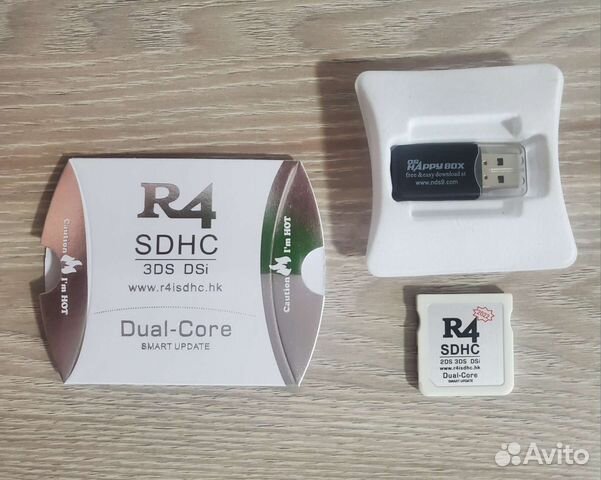 R4
SDHC
3DS DSi
www.r4isdhc.hk
Dual-Core
SMART UPDATE
Caution I'm HOT
Caution I'm HOT
HAPPY BOX
free & easy download at
www.nds9.com
R4
2022
SDHC
2DS 3DS DSi
www.r4isdhc.hk
Dual-Core
SMART UPDATE
Avito